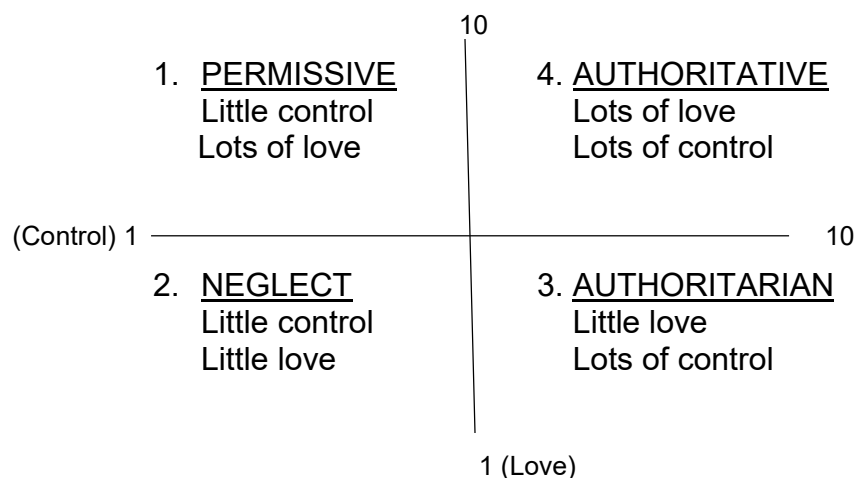 10
1. PERMISSIVE
Little control
Lots of love
4. AUTHORITATIVE
Lots of love
Lots of control
(Control) 1
10
2. NEGLECT
Little control
Little love
3. AUTHORITARIAN
Little love
Lots of control
1 (Love)